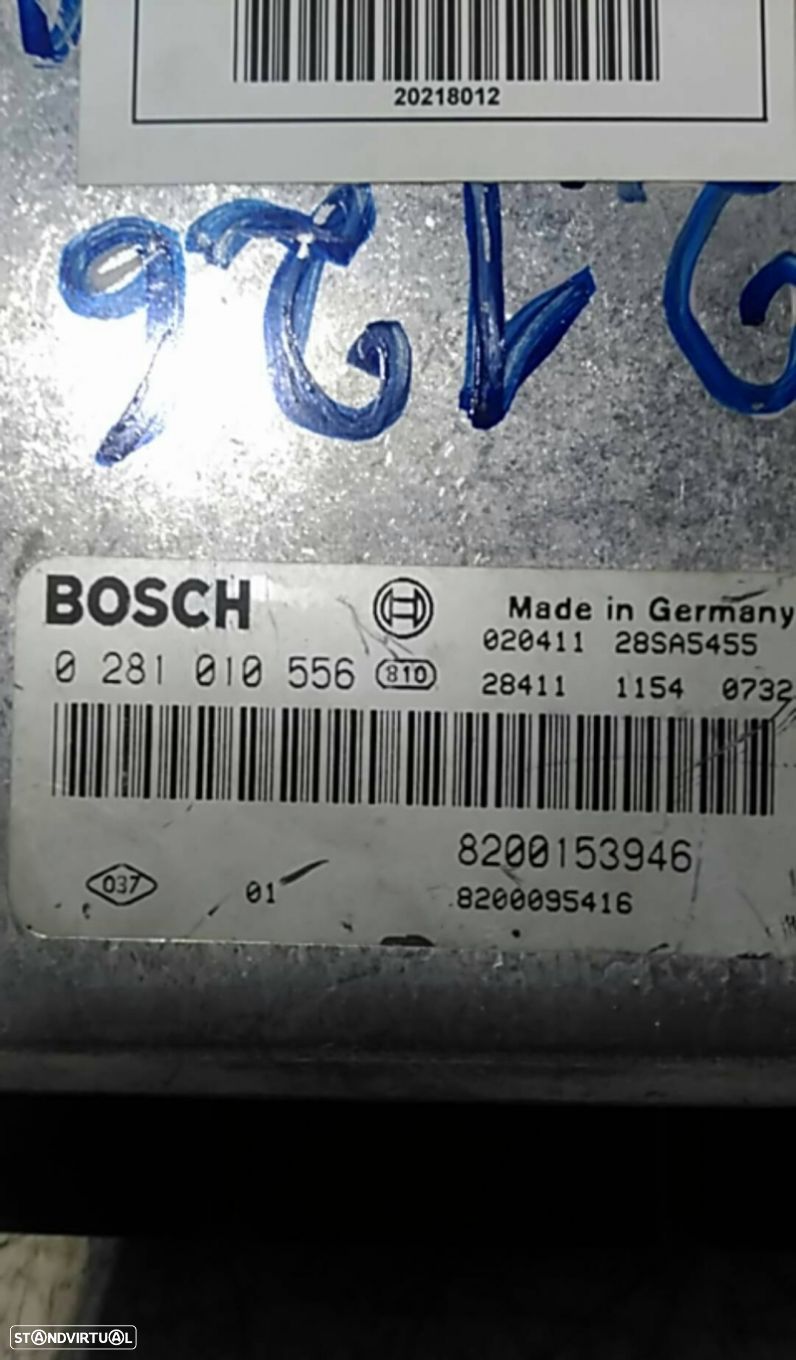 20218012
BOSCH
Made in Germany
020411 28SA5455
0 281 010 556 810
28411 1154 0732
8200153946
037
01
8200095416
STANDVIRTUAL